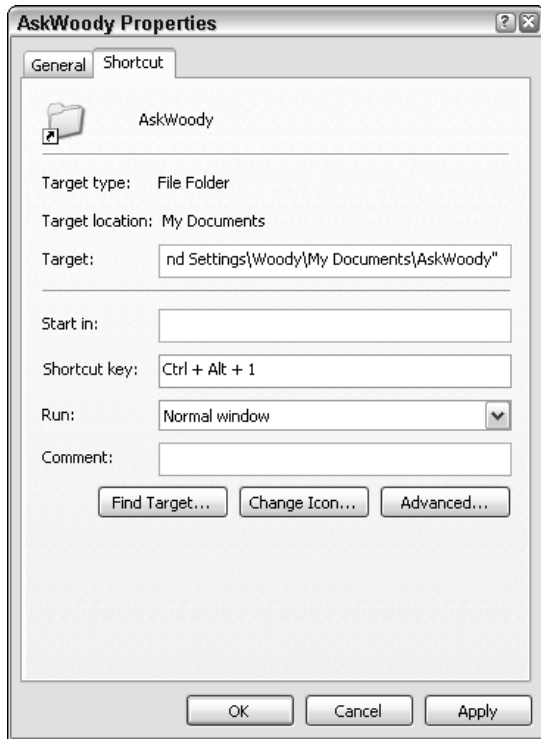 AskWoody Properties
General Shortcut
AskWoody
Target type: File Folder
Target location: My Documents
Target: nd Settings\Woody\My Documents\AskWoody"
Start in:
Shortcut key: Ctrl + Alt + 1
Run: Normal window
Comment:
Find Target... Change Icon... Advanced...
OK Cancel Apply